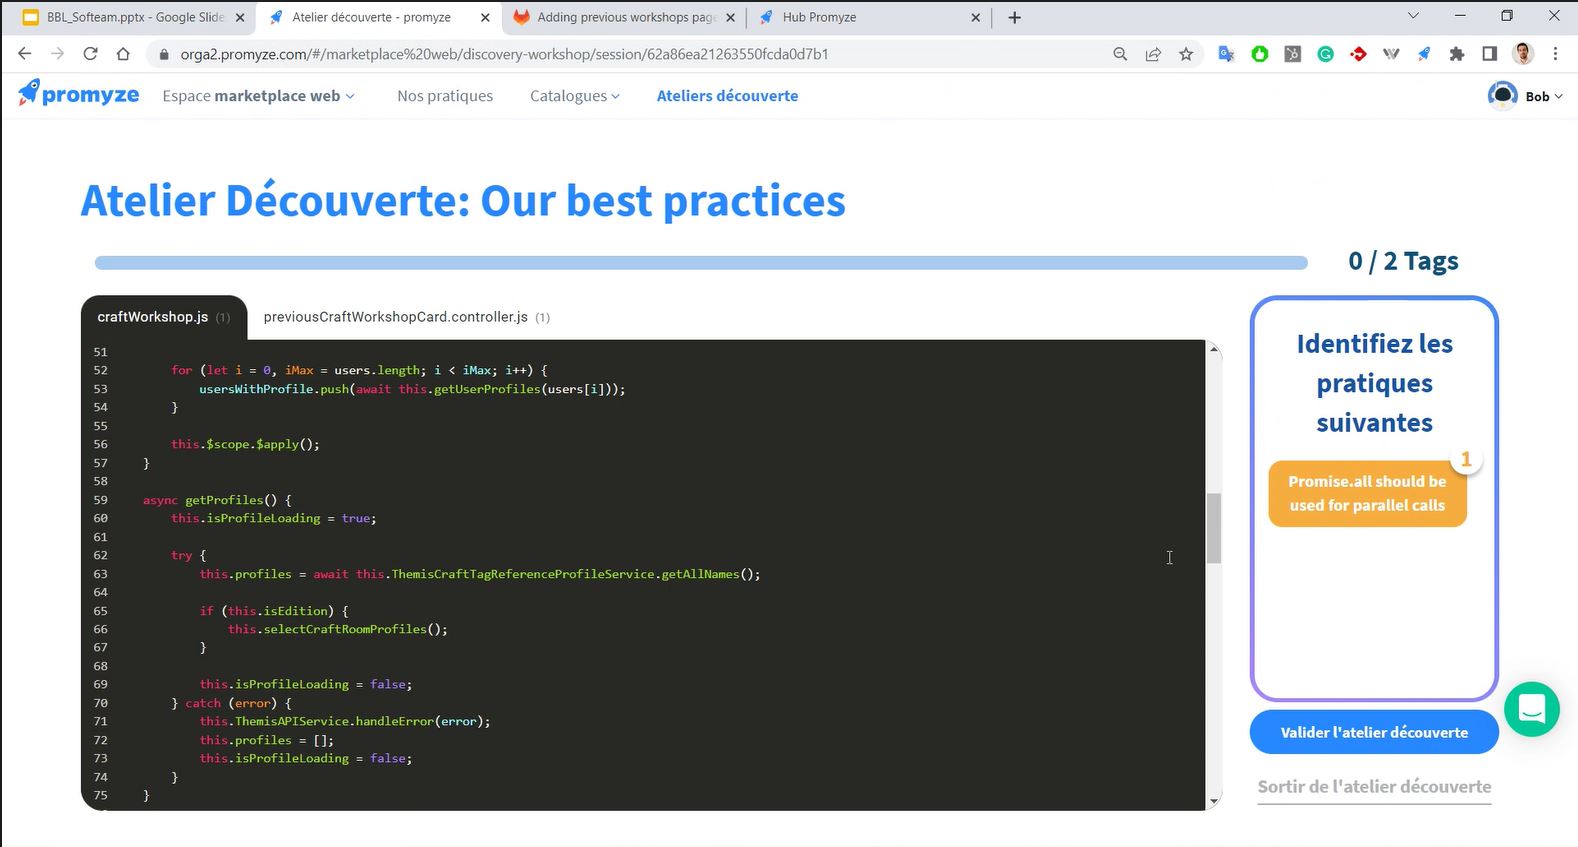 BBL_Softeam.pptx - Google Slide
Atelier découverte - promyze
Adding previous workshops page
Hub Promyze
orga2.promyze.com/#/marketplace%20web/discovery-workshop/session/62a86ea21263550fcda0d7b1
promyze
Espace marketplace web
Nos pratiques
Catalogues
Ateliers découverte
Bob
Atelier Découverte: Our best practices
0 / 2 Tags
craftWorkshop.js (1)
previousCraftWorkshopCard.controller.js (1)
51
52 for (let i = 0, iMax = users.length; i < iMax; i++) {
53 usersWithProfile.push(await this.getUserProfiles(users[i]));
54 }
55
56 this.$scope.$apply();
57 }
58
59 async getProfiles() {
60 this.isProfileLoading = true;
61
62 try {
63 this.profiles = await this.ThemisCraftTagReferenceProfileService.getAllNames();
64
65 if (this.isEdition) {
66 this.selectCraftRoomProfiles();
67 }
68
69 this.isProfileLoading = false;
70 } catch (error) {
71 this.ThemisAPIService.handleError(error);
72 this.profiles = [];
73 this.isProfileLoading = false;
74 }
75 }
Identifiez les
pratiques
suivantes
1
Promise.all should be
used for parallel calls
Valider l'atelier découverte
Sortir de l'atelier découverte